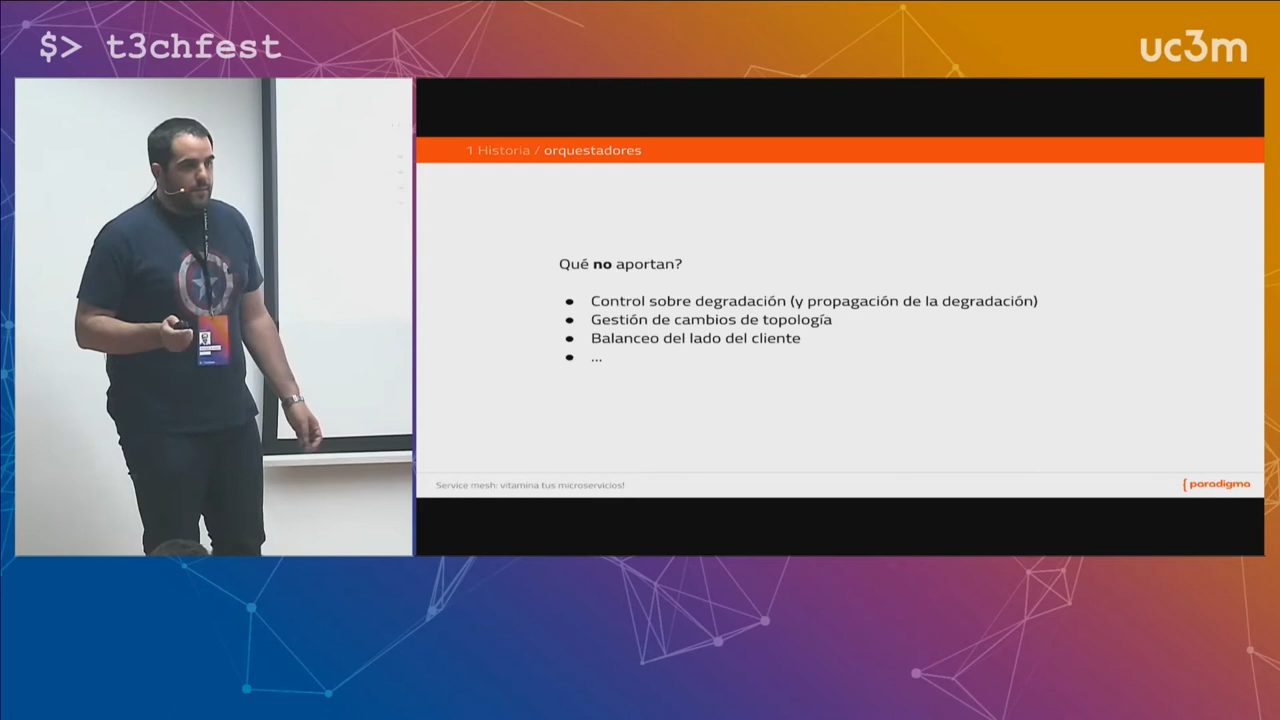 $> t3chfest
uc3m
1 Historia / orquestadores
Qué no aportan?
● Control sobre degradación (y propagación de la degradación)
● Gestión de cambios de topología
● Balanceo del lado del cliente
● ...
Service mesh: vitamina tus microservicios!
{ paradigma